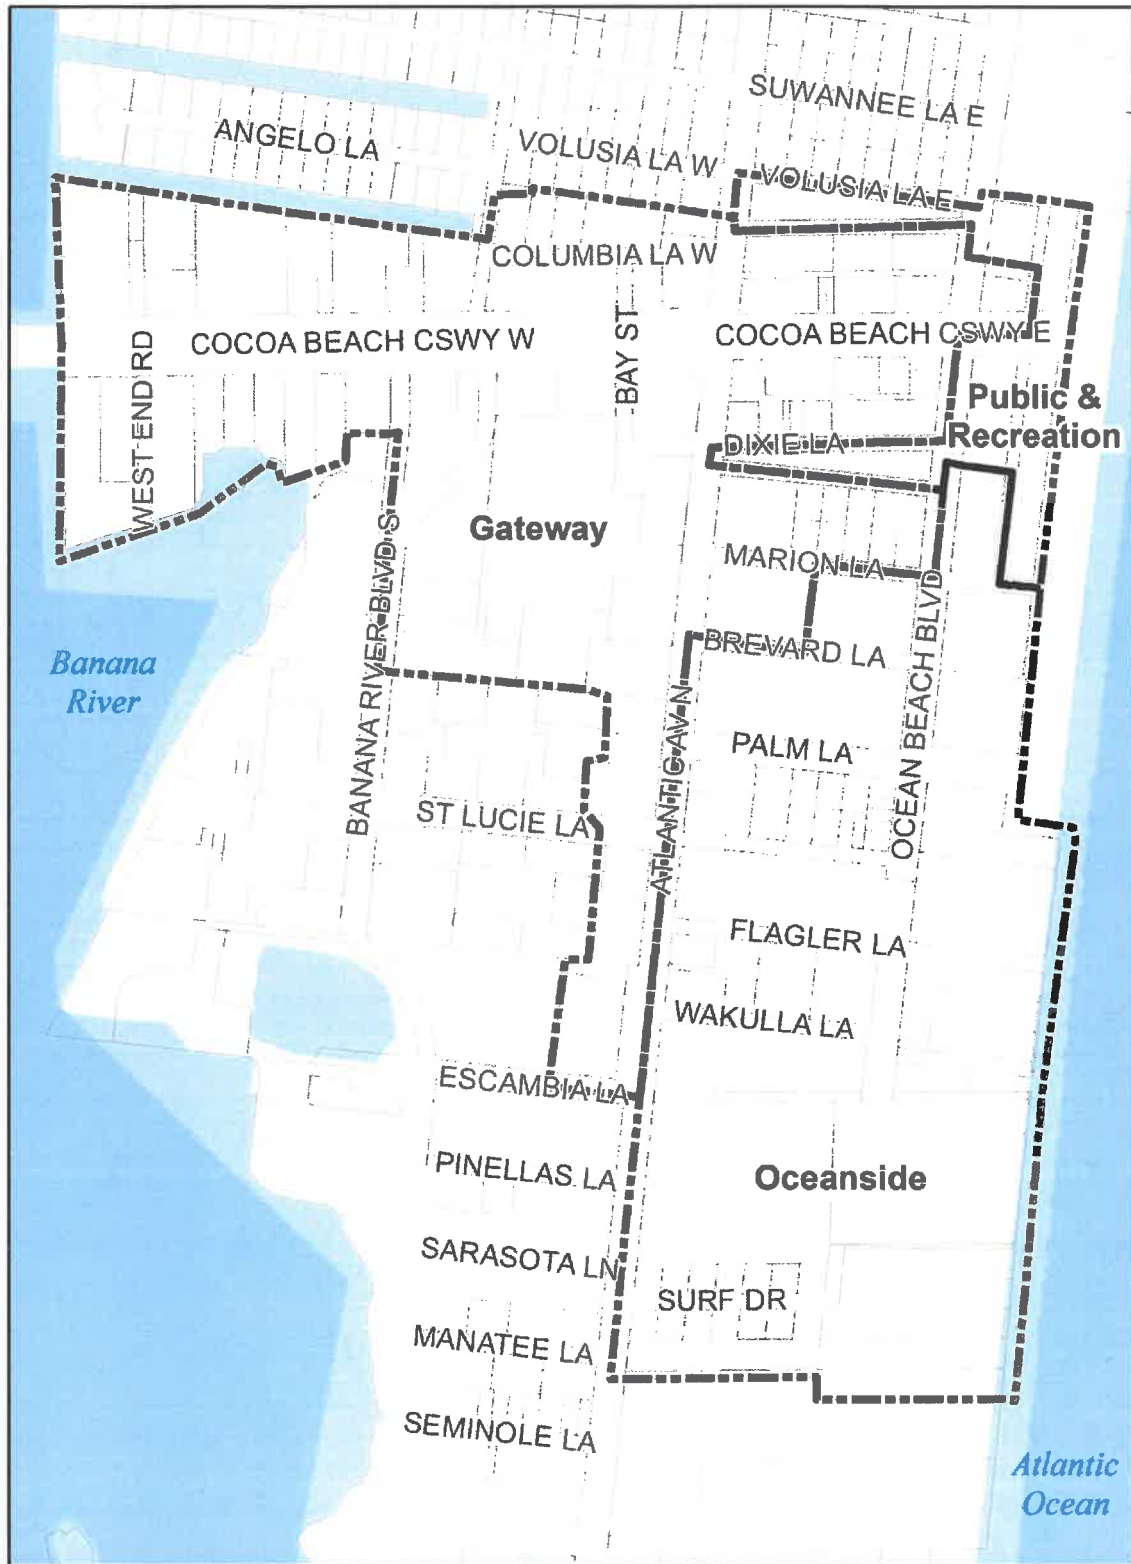 SUWANNEE LA E
ANGELO LA
VOLUSIA LA W
VOLUSIA LA E
COLUMBIA LA W
COCOA BEACH CSWY W
COCOA BEACH CSWY E
WEST END RD
BAY ST
Public &
Recreation
DIXIE LA
Gateway
MARION LA
BANANA RIVER BLVD S
BREVARD LA
OCEAN BEACH BLVD
Banana
River
ATLANTIC AV N
PALM LA
ST LUCIE LA
FLAGLER LA
WAKULLA LA
ESCAMBIA LA
PINELLAS LA
Oceanside
SARASOTA LN
SURF DR
MANATEE LA
SEMINOLE LA
Atlantic
Ocean